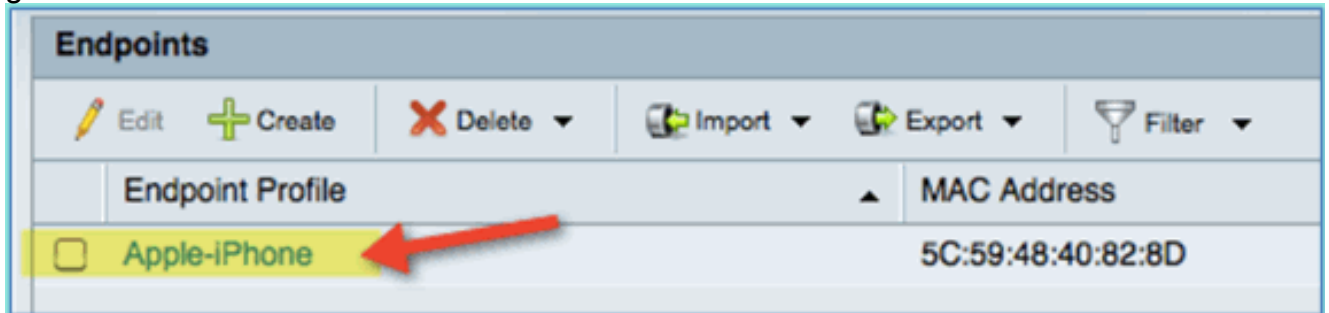 Endpoints
Edit Create Delete Import Export Filter
Endpoint Profile MAC Address
Apple-iPhone 5C:59:48:40:82:8D